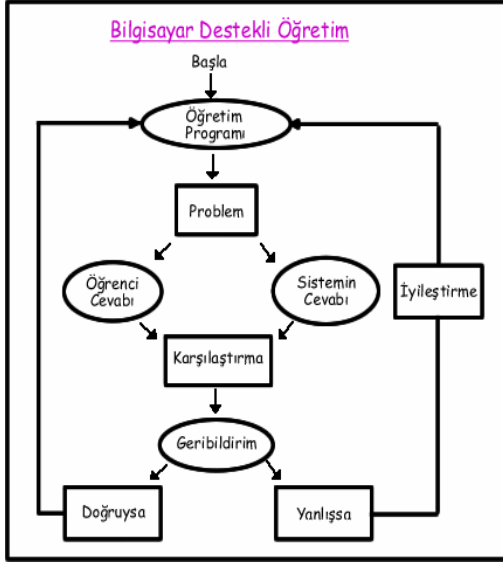 Bilgisayar Destekli Öğretim
Başla
Öğretim
Programı
Problem
Öğrenci
Cevabı
Sistemin
Cevabı
İyileştirme
Karşılaştırma
Geribildirim
Doğruysa
Yanlışsa